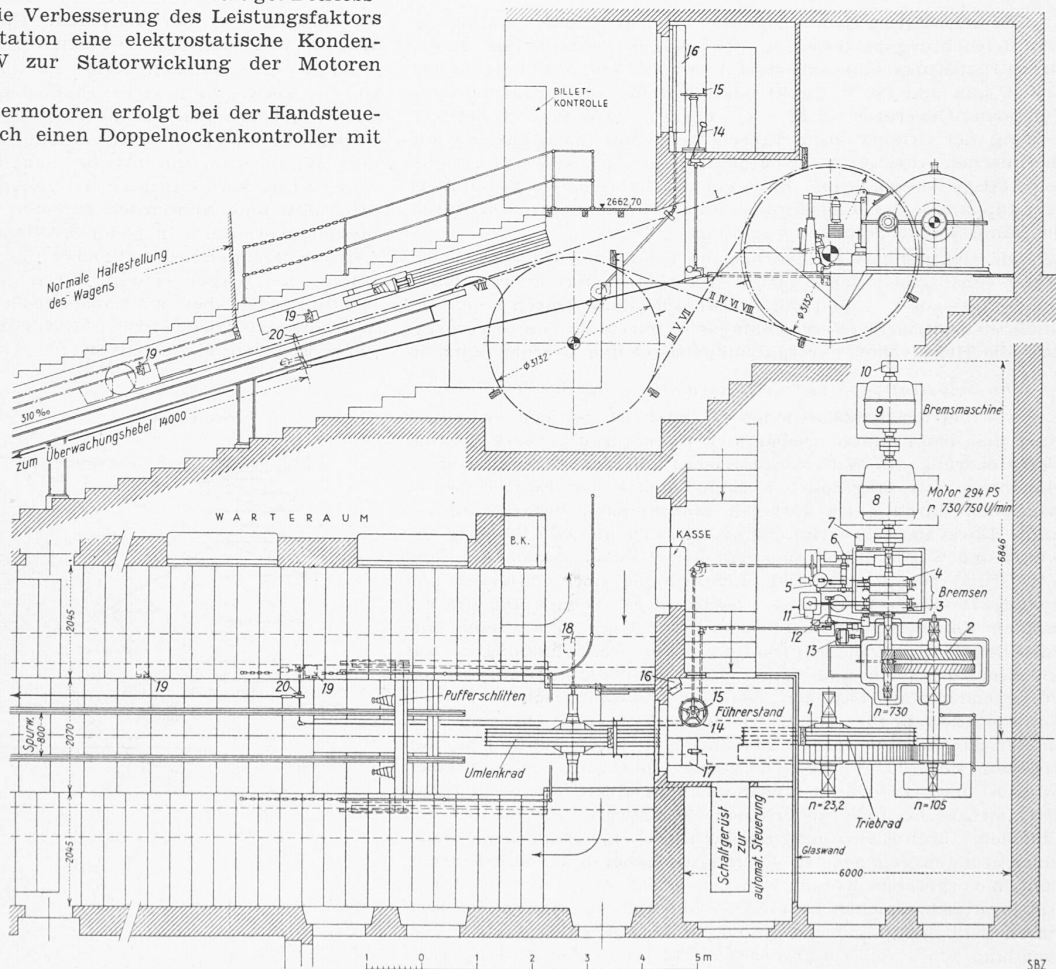 ie Verbesserung des Leistungsfaktors
tation eine elektrostatische Konden-
V zur Statorwicklung der Motoren
ermotoren erfolgt bei der Handsteue-
ch einen Doppelnockenkontroller mit
BILLET-
KONTROLLE
16
15
14
2662,70
I
Normale Haltestellung
des Wagens
VIII
19
20
19
310 ‰
zum Überwachungshebel 14000
Φ3132
I
III V VII
II IV VI VIII
Φ3132
10
9
Bremsmaschine
8
Motor 294 PS
n 730/750 U/min
WARTERAUM
B.K.
KASSE
7
6
5
4
Bremsen
3
11
12
13
2
6846
2045
18
16
19
20
19
Pufferschlitten
15
14
Führerstand
1
n=730
Spurw.
800
2070
Umlenkrad
17
n=23,2
n=105
Triebrad
2045
Schaltgerüst
zur
automat. Steuerung
Glaswand
6000
1 0 1 2 3 4 5 m
SBZ